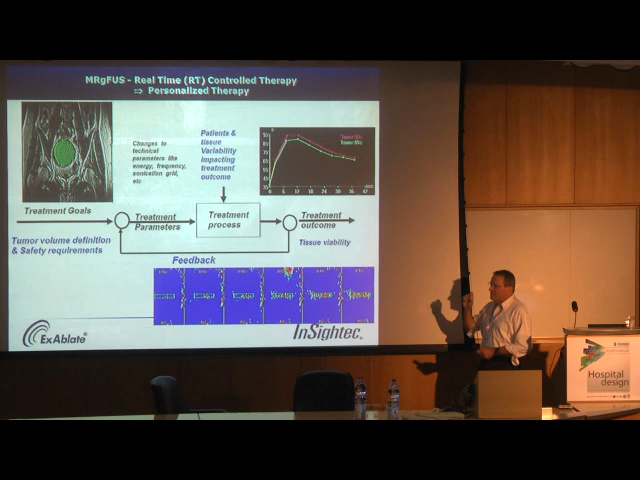 MRgFUS - Real Time (RT) Controlled Therapy
⇒ Personalized Therapy
Changes to
technical
parameters like
energy, frequency,
sonication grid,
etc
Patients &
tissue
Variability
impacting
treatment
outcome
Treatment Goals
Treatment
Parameters
Treatment
process
Treatment
outcome
Tumor volume definition
& Safety requirements
Tissue viability
Feedback
ExAblate®
InSightec®
Hospital
design